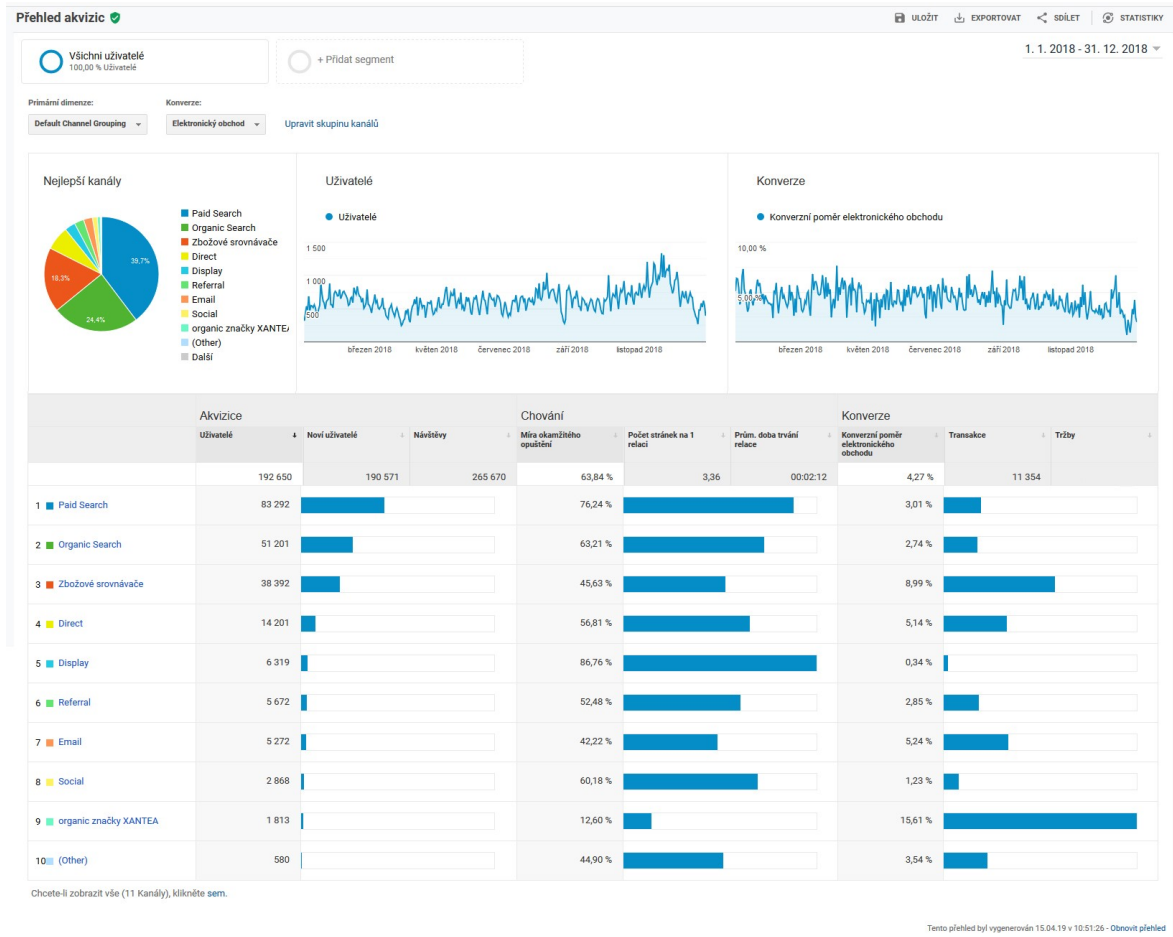 Přehled akvizic
ULOŽIT
EXPORTOVAT
SDÍLET
STATISTIKY
Všichni uživatelé
100,00 % Uživatelé
+ Přidat segment
1. 1. 2018 - 31. 12. 2018
Primární dimenze:
Konverze:
Default Channel Grouping
Elektronický obchod
Upravit skupinu kanálů
Nejlepší kanály
39,7%
18,3%
24,4%
Paid Search
Organic Search
Zbožové srovnávače
Direct
Display
Referral
Email
Social
organic značky XANTEA
(Other)
Další
Uživatelé
Uživatelé
1 500
1 000
500
březen 2018 květen 2018 červenec 2018 září 2018 listopad 2018
Konverze
Konverzní poměr elektronického obchodu
10,00 %
5,00 %
březen 2018 květen 2018 červenec 2018 září 2018 listopad 2018
Akvizice Chování Konverze
Uživatelé
Noví uživatelé
Návštěvy
Míra okamžitého
opuštění
Počet stránek na 1
relaci
Prům. doba trvání
relace
Konverzní poměr
elektronického
obchodu
Transakce
Tržby
192 650 190 571 265 670 63,84 % 3,36 00:02:12 4,27 % 11 354
1 Paid Search 83 292 76,24 % 3,01 %
2 Organic Search 51 201 63,21 % 2,74 %
3 Zbožové srovnávače 38 392 45,63 % 8,99 %
4 Direct 14 201 56,81 % 5,14 %
5 Display 6 319 86,76 % 0,34 %
6 Referral 5 672 52,48 % 2,85 %
7 Email 5 272 42,22 % 5,24 %
8 Social 2 868 60,18 % 1,23 %
9 organic značky XANTEA 1 813 12,60 % 15,61 %
10 (Other) 580 44,90 % 3,54 %
Chcete-li zobrazit vše (11 Kanály), klikněte sem.
Tento přehled byl vygenerován 15.04.19 v 10:51:26 - Obnovit přehled